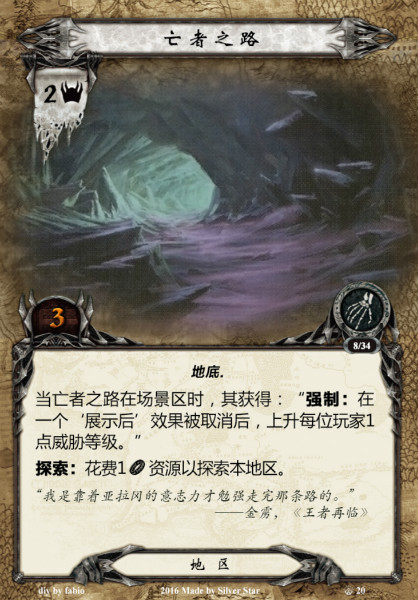 亡者之路
2
3
8/34
地底.
当亡者之路在场景区时，其获得：“强制：在
一个‘展示后’效果被取消后，上升每位玩家1
点威胁等级。”
探索：花费1 资源以探索本地区。
“我是靠着亚拉冈的意志力才勉强走完那条路的。”
——金雳，《王者再临》
地区
diy by fabio
2016 Made by Silver Star
20